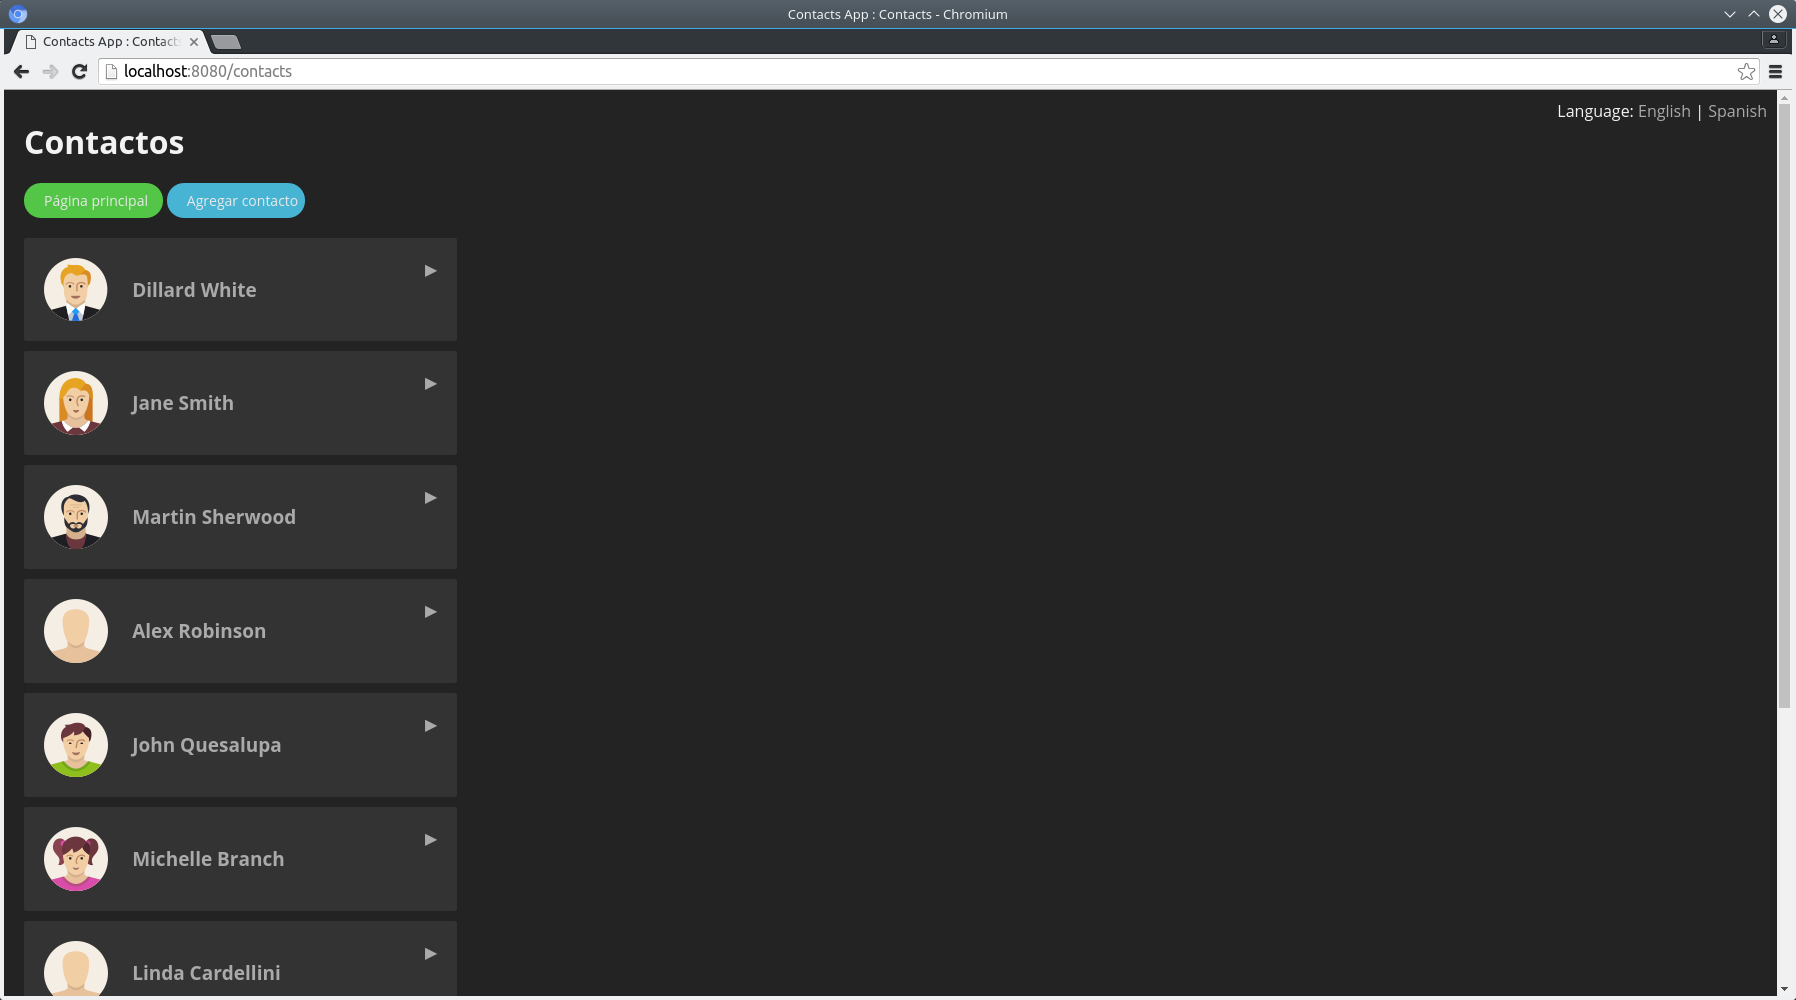 Contacts App : Contacts - Chromium
Contacts App : Contacts
localhost:8080/contacts
Language: English | Spanish
Contactos
Página principal
Agregar contacto
Dillard White
Jane Smith
Martin Sherwood
Alex Robinson
John Quesalupa
Michelle Branch
Linda Cardellini